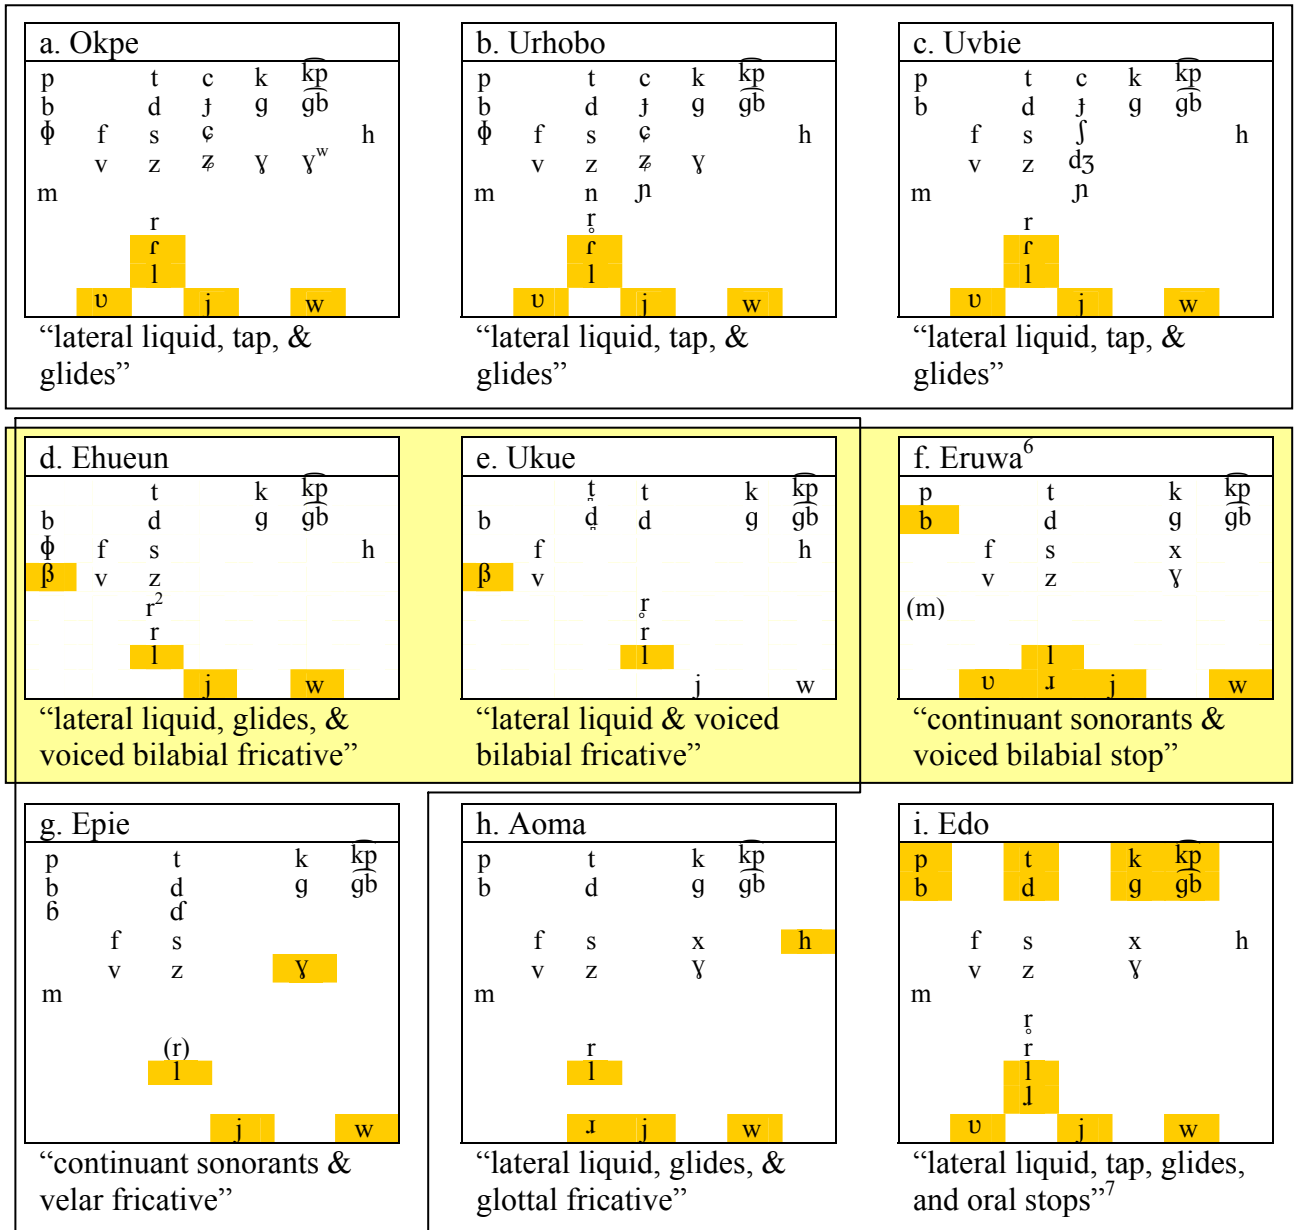 a. Okpe
p t c k k͡p
b d ɟ ɡ ɡ͡b
ɸ f s ɕ h
v z ʑ ɣ ɣʷ
m
r
ɾ
l
ʋ j w
“lateral liquid, tap, &
glides”
b. Urhobo
p t c k k͡p
b d ɟ ɡ ɡ͡b
ɸ f s ɕ h
v z ʑ ɣ
m n ɲ
r̥
ɾ
l
ʋ j w
“lateral liquid, tap, &
glides”
c. Uvbie
p t c k k͡p
b d ɟ ɡ ɡ͡b
f s ʃ h
v z dʒ
m ɲ
r
ɾ
l
ʋ j w
“lateral liquid, tap, &
glides”
d. Ehueun
t k k͡p
b d ɡ ɡ͡b
ɸ f s h
β v z
r²
r
l
j w
“lateral liquid, glides, &
voiced bilabial fricative”
e. Ukue
t̪ t k k͡p
b d̪ d ɡ ɡ͡b
f h
β v
r̥
r
l
j w
“lateral liquid & voiced
bilabial fricative”
f. Eruwa⁶
p t k k͡p
b d ɡ ɡ͡b
f s x
v z ɣ
(m)
l
ʋ ɹ j w
“continuant sonorants &
voiced bilabial stop”
g. Epie
p t k k͡p
b d ɡ ɡ͡b
ɓ ɗ
f s
v z ɣ
m
(r)
l
j w
“continuant sonorants &
velar fricative”
h. Aoma
p t k k͡p
b d ɡ ɡ͡b
f s x h
v z ɣ
m
r
l
ɹ j w
“lateral liquid, glides, &
glottal fricative”
i. Edo
p t k k͡p
b d ɡ ɡ͡b
f s x h
v z ɣ
m
r̥
r
l
ʋ j w
“lateral liquid, tap, glides,
and oral stops”⁷